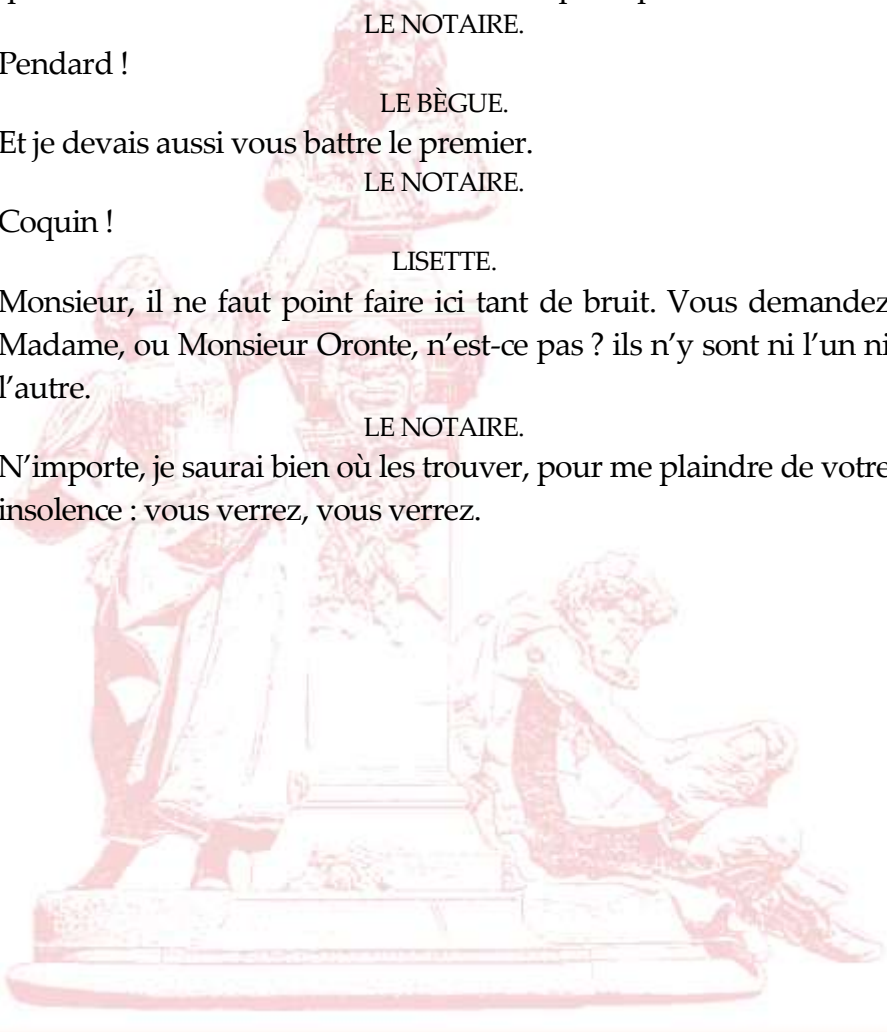 LE NOTAIRE.
Pendard !
LE BÈGUE.
Et je devais aussi vous battre le premier.
LE NOTAIRE.
Coquin !
LISETTE.
Monsieur, il ne faut point faire ici tant de bruit. Vous demandez
Madame, ou Monsieur Oronte, n’est-ce pas ? ils n’y sont ni l’un ni
l’autre.
LE NOTAIRE.
N’importe, je saurai bien où les trouver, pour me plaindre de votre
insolence : vous verrez, vous verrez.